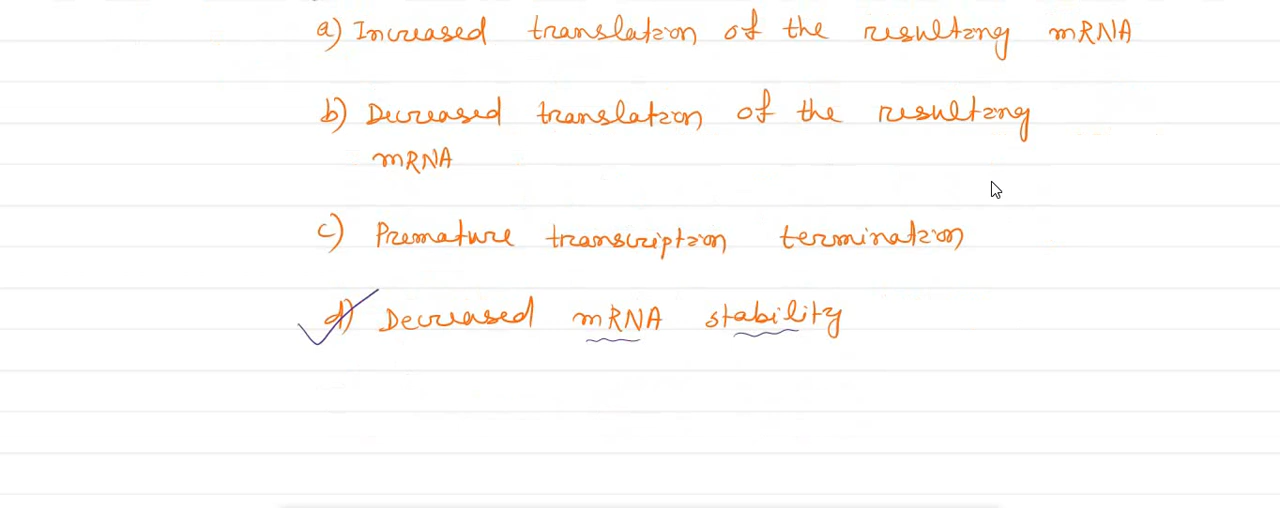 a) Increased translation of the resulting mRNA
b) Decreased translation of the resulting
mRNA
c) Premature transcription termination
d) Decreased mRNA stability